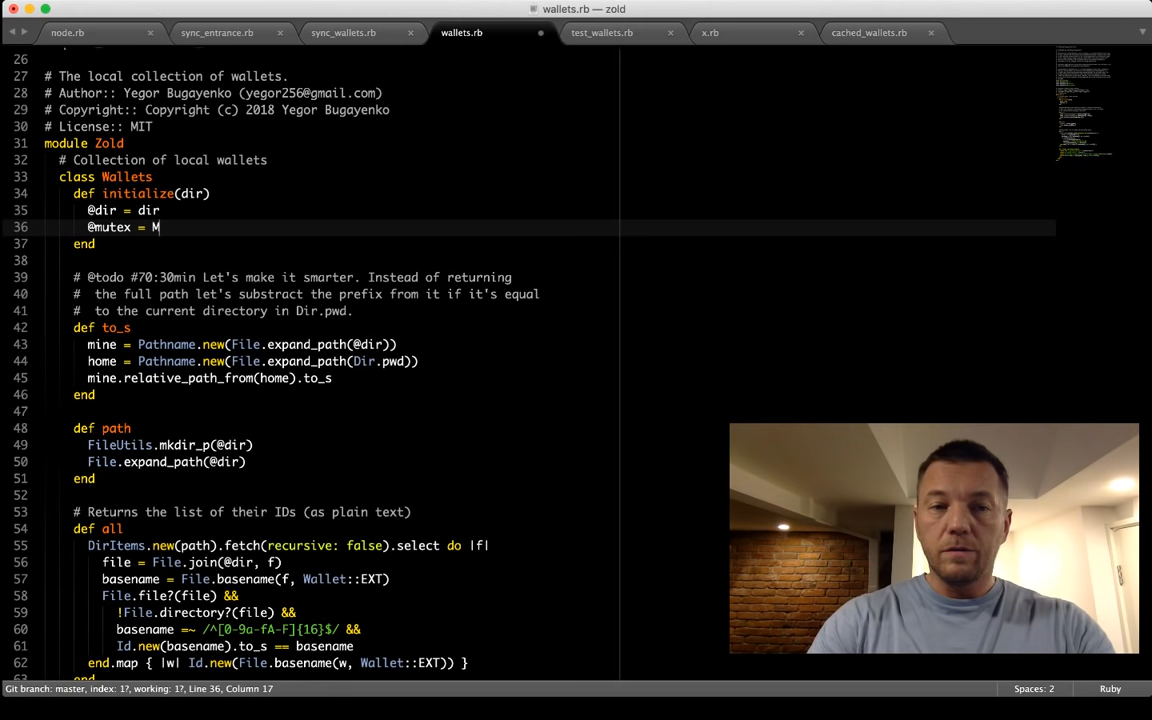 wallets.rb — zold
node.rb
sync_entrance.rb
sync_wallets.rb
wallets.rb
test_wallets.rb
x.rb
cached_wallets.rb
26
27 # The local collection of wallets.
28 # Author:: Yegor Bugayenko (yegor256@gmail.com)
29 # Copyright:: Copyright (c) 2018 Yegor Bugayenko
30 # License:: MIT
31 module Zold
32 # Collection of local wallets
33 class Wallets
34 def initialize(dir)
35 @dir = dir
36 @mutex = M
37 end
38
39 # @todo #70:30min Let's make it smarter. Instead of returning
40 # the full path let's substract the prefix from it if it's equal
41 # to the current directory in Dir.pwd.
42 def to_s
43 mine = Pathname.new(File.expand_path(@dir))
44 home = Pathname.new(File.expand_path(Dir.pwd))
45 mine.relative_path_from(home).to_s
46 end
47
48 def path
49 FileUtils.mkdir_p(@dir)
50 File.expand_path(@dir)
51 end
52
53 # Returns the list of their IDs (as plain text)
54 def all
55 DirItems.new(path).fetch(recursive: false).select do |f|
56 file = File.join(@dir, f)
57 basename = File.basename(f, Wallet::EXT)
58 File.file?(file) &&
59 !File.directory?(file) &&
60 basename =~ /^[0-9a-fA-F]{16}$/ &&
61 Id.new(basename).to_s == basename
62 end.map { |w| Id.new(File.basename(w, Wallet::EXT)) }
63 end
Git branch: master, index: 1?, working: 1?, Line 36, Column 17
Spaces: 2
Ruby